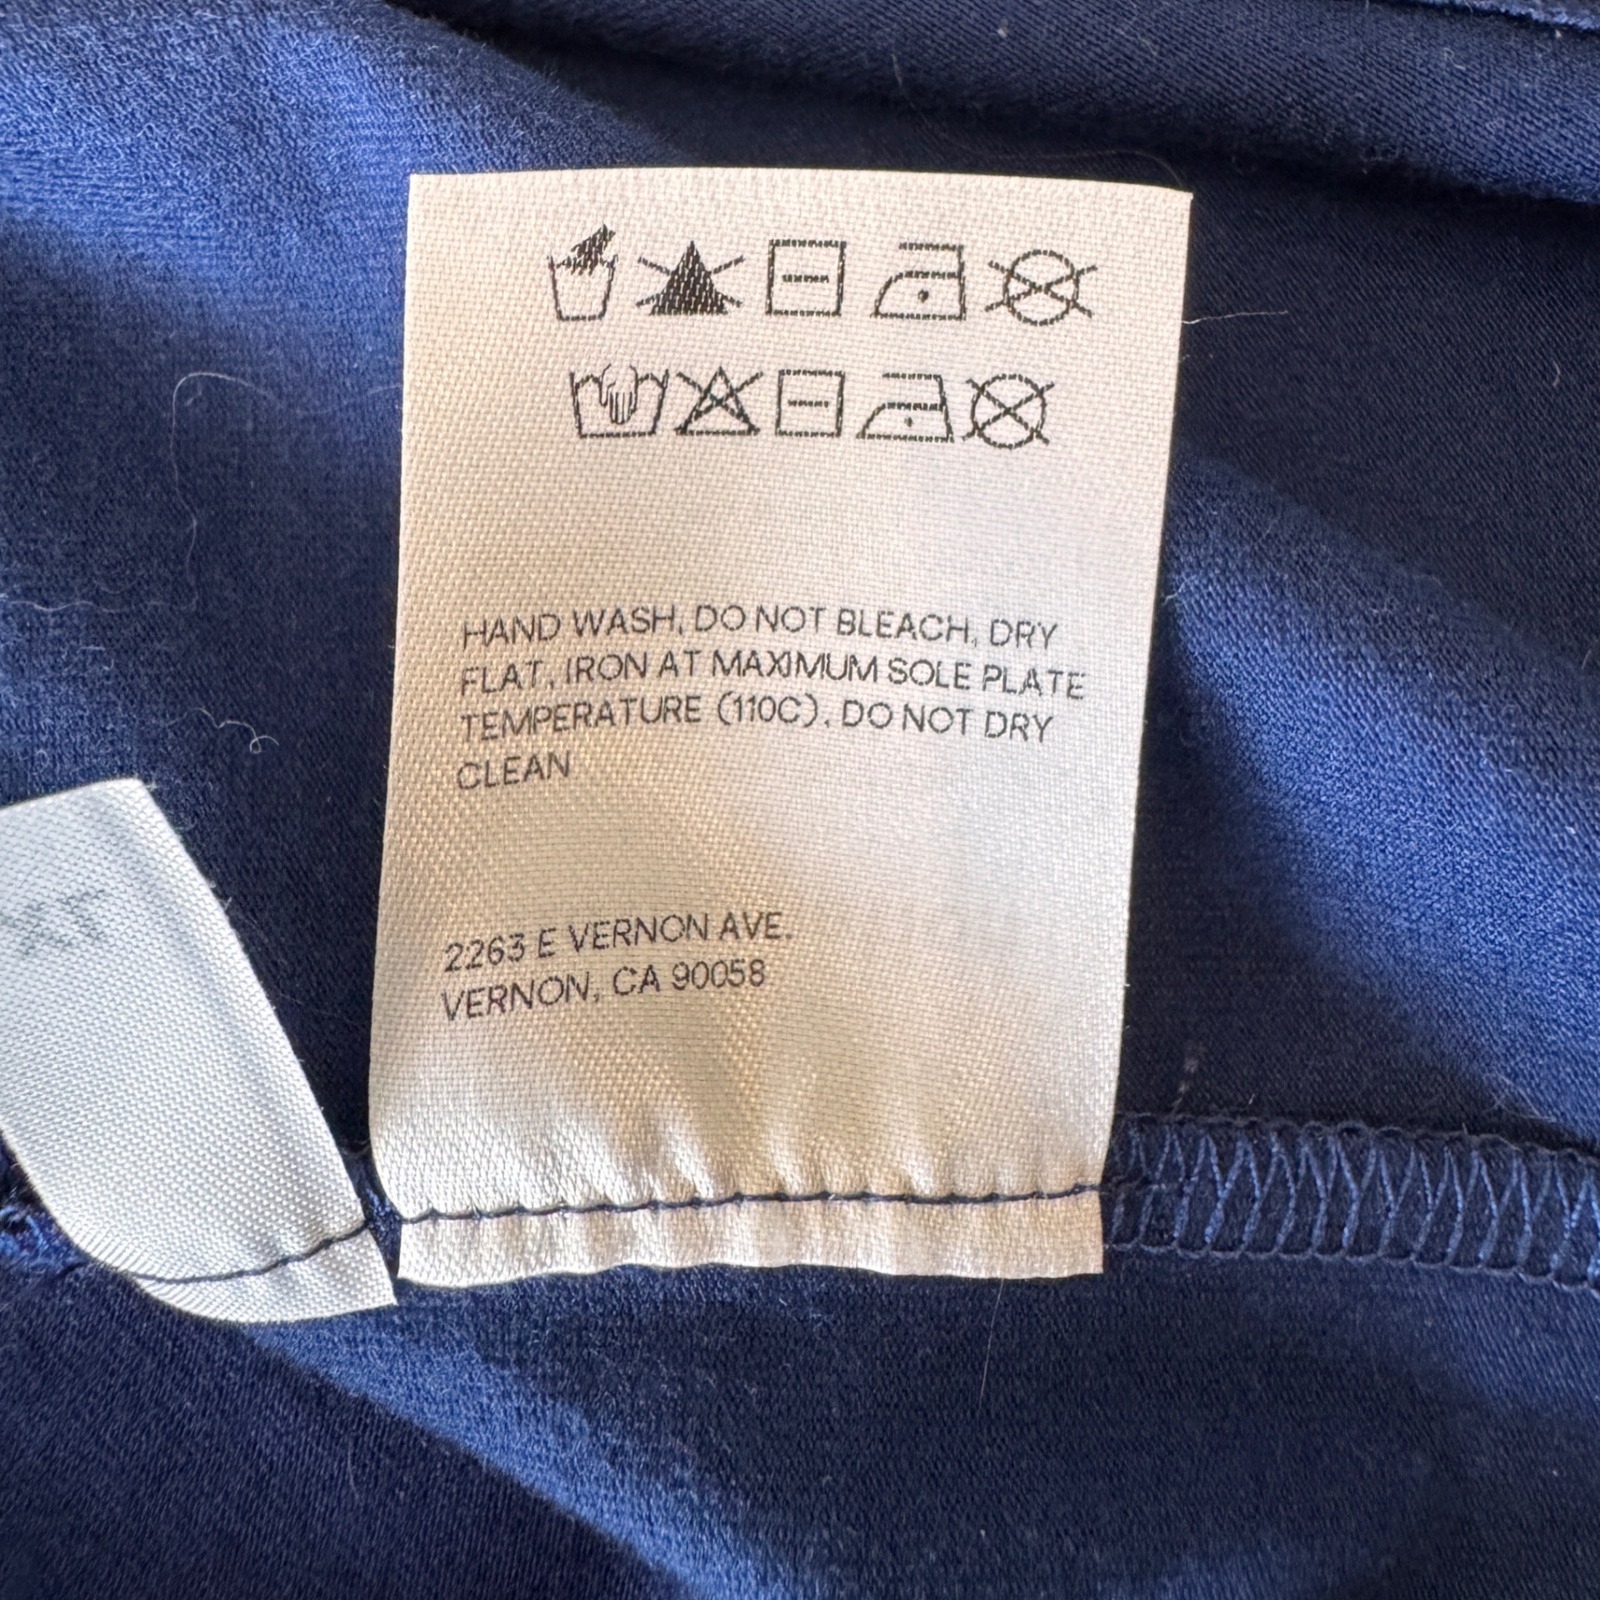 HAND WASH, DO NOT BLEACH, DRY
FLAT, IRON AT MAXIMUM SOLE PLATE
TEMPERATURE (110C), DO NOT DRY
CLEAN
2263 E VERNON AVE.
VERNON, CA 90058